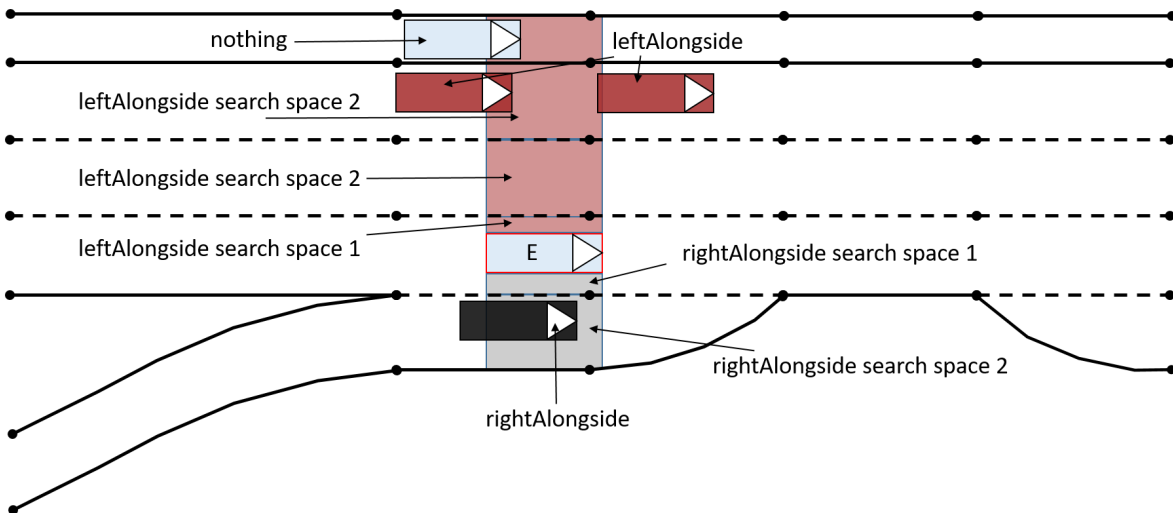 nothing
leftAlongside
leftAlongside search space 2
leftAlongside search space 2
leftAlongside search space 1
E
rightAlongside search space 1
rightAlongside search space 2
rightAlongside